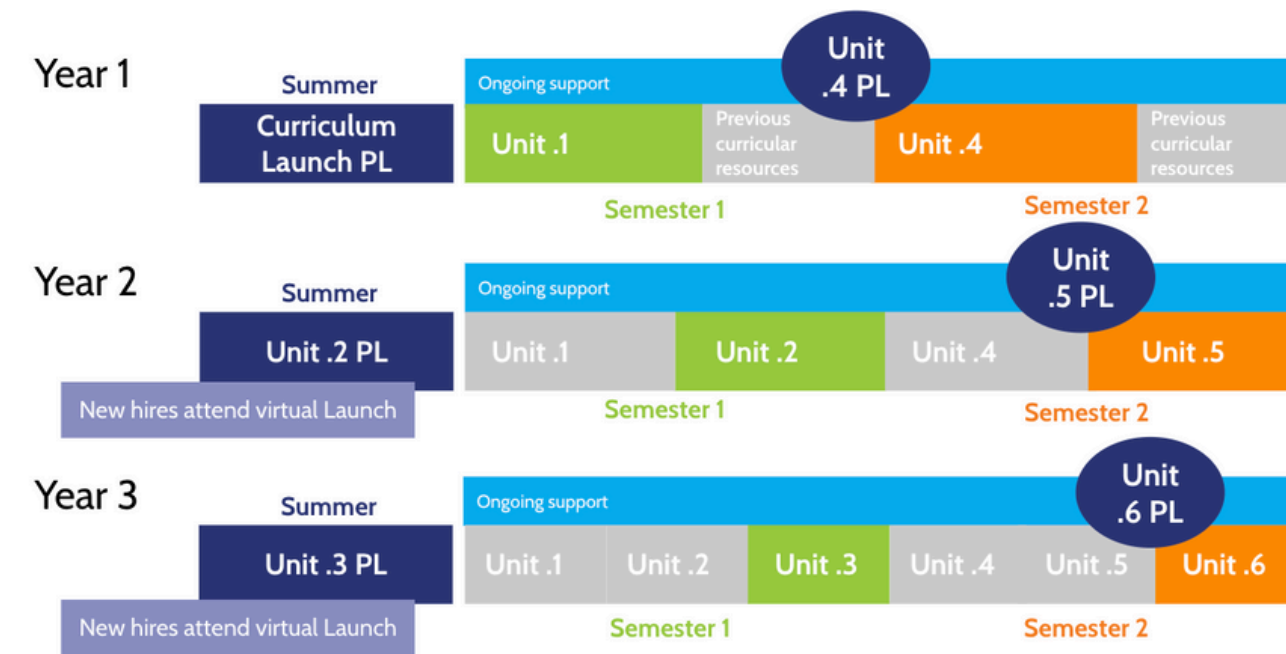 Year 1
Summer
Curriculum
Launch PL
Ongoing support
Unit
.4 PL
Unit .1
Previous
curricular
resources
Unit .4
Previous
curricular
resources
Semester 1
Semester 2
Year 2
Summer
Unit .2 PL
New hires attend virtual Launch
Ongoing support
Unit
.5 PL
Unit .1
Unit .2
Unit .4
Unit .5
Semester 1
Semester 2
Year 3
Summer
Unit .3 PL
New hires attend virtual Launch
Ongoing support
Unit
.6 PL
Unit .1
Unit .2
Unit .3
Unit .4
Unit .5
Unit .6
Semester 1
Semester 2